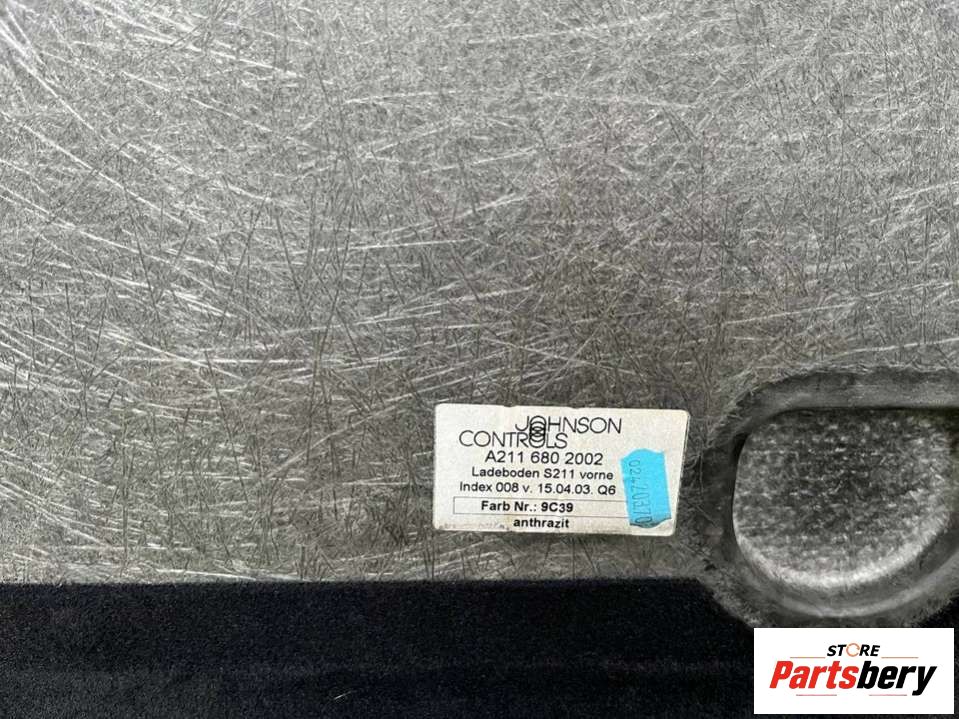 JOHNSON
CONTROLS
A211 680 2002
Ladeboden S211 vorne
Index 008 v. 15.04.03. Q6
Farb Nr.: 9C39
anthrazit
02420370
STORE
Partsbery